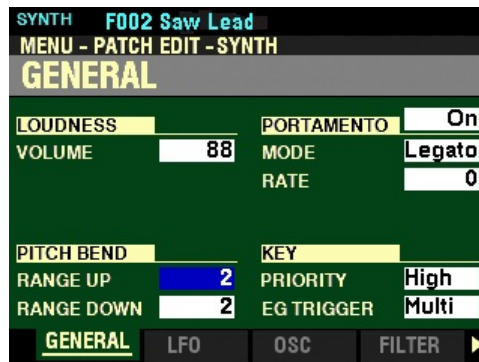 SYNTH F002 Saw Lead
MENU - PATCH EDIT - SYNTH
GENERAL
LOUDNESS
VOLUME 88
PORTAMENTO On
MODE Legato
RATE 0
PITCH BEND
RANGE UP 2
RANGE DOWN 2
KEY
PRIORITY High
EG TRIGGER Multi
GENERAL LFO OSC FILTER